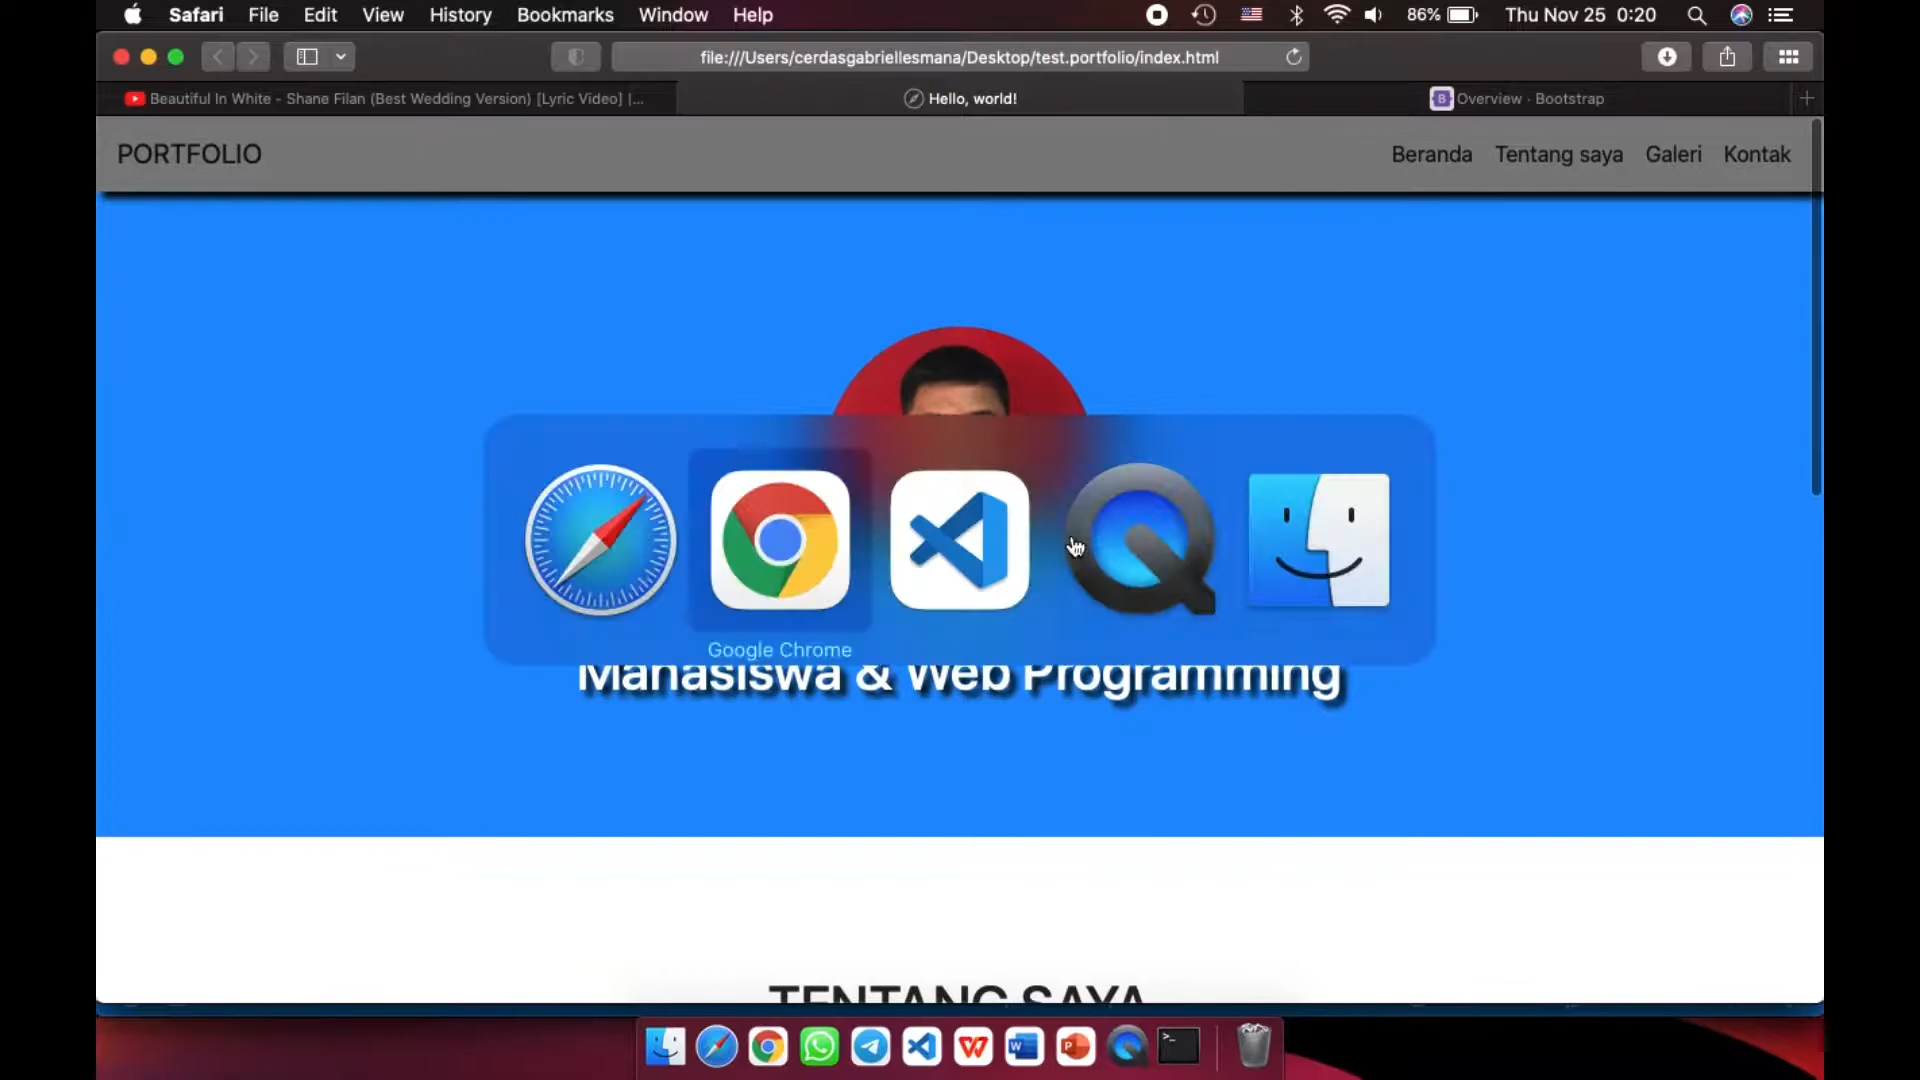 Safari File Edit View History Bookmarks Window Help 86% Thu Nov 25 0:20
file:///Users/cerdasgabriellesmana/Desktop/test.portfolio/index.html
Beautiful In White - Shane Filan (Best Wedding Version) [Lyric Video] |... Hello, world! B Overview · Bootstrap
PORTFOLIO Beranda Tentang saya Galeri Kontak
Google Chrome
Mahasiswa & Web Programming
TENTANG SAYA